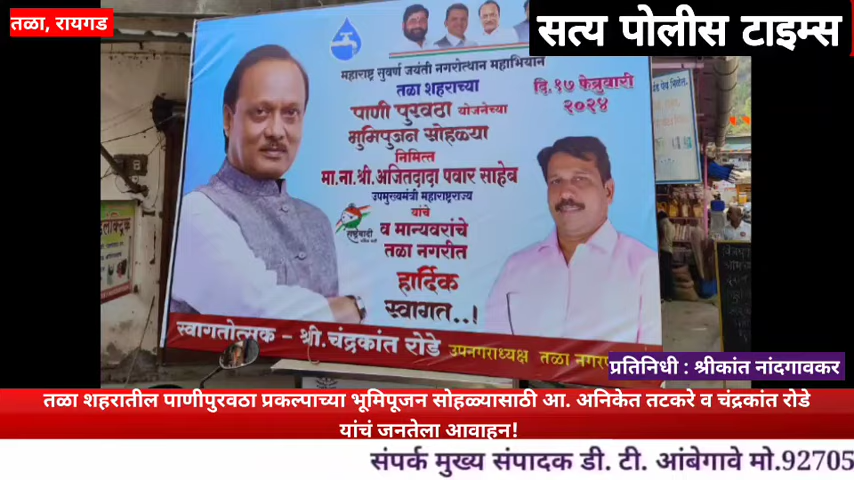 तळा, रायगड
सत्य पोलीस टाइम्स
महाराष्ट्र सुवर्ण जयंती नगरोत्थान महाभियान
तळा शहराच्या
पाणी पुरवठा योजनेच्या
भुमिपुजन सोहळ्या
निमित्त
दि.१७ फेब्रुवारी
२०२४
मा.ना.श्री.अजितदादा पवार साहेब
उपमुख्यमंत्री महाराष्ट्रराज्य
यांचे
व मान्यवरांचे
तळा नगरीत
हार्दिक
स्वागत..!
राष्ट्रवादी
स्वागतोत्सुक – श्री.चंद्रकांत रोडे उपनगराध्यक्ष तळा
प्रतिनिधी : श्रीकांत नांदगावकर
तळा शहरातील पाणीपुरवठा प्रकल्पाच्या भूमिपूजन सोहळ्यासाठी आ. अनिकेत तटकरे व चंद्रकांत रोडे
यांचं जनतेला आवाहन!
संपर्क मुख्य संपादक डी. टी. आंबेगावे मो.92705